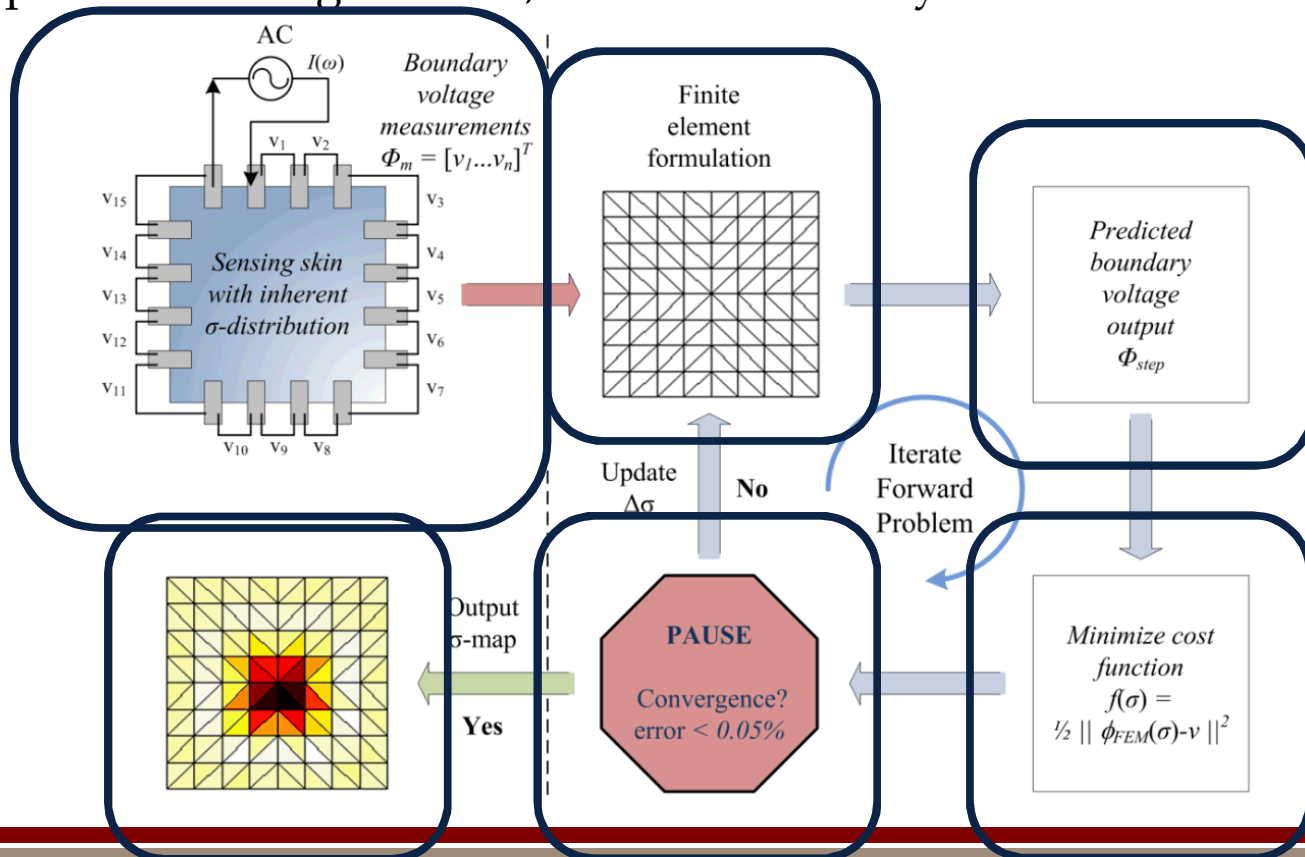 AC
I(ω)
Boundary
voltage
measurements
Φm = [v1...vn]^T
v1
v2
v15
v3
v14
v4
v13
v5
v12
v6
v11
v7
v10
v9
v8
Sensing skin
with inherent
σ-distribution
Finite
element
formulation
Predicted
boundary
voltage
output
Φstep
Update
Δσ
No
Iterate
Forward
Problem
Output
σ-map
Yes
PAUSE
Convergence?
error < 0.05%
Minimize cost
function
f(σ) =
½ || ϕFEM(σ)-v ||²